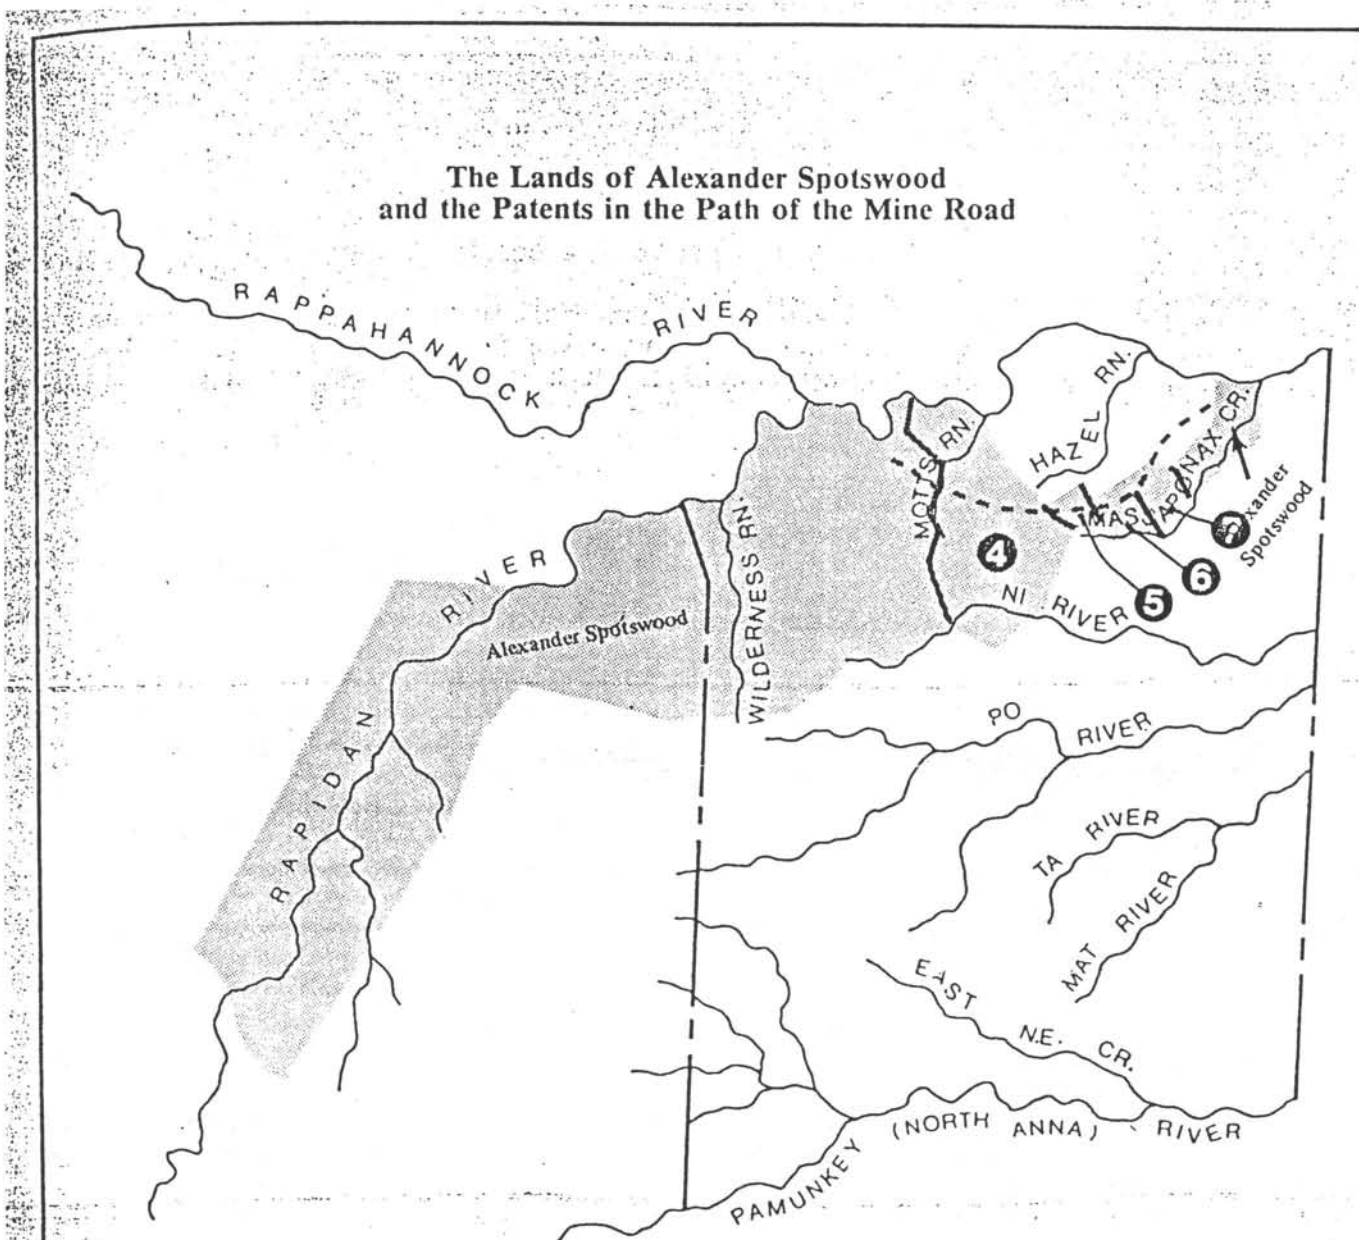 The Lands of Alexander Spotswood
and the Patents in the Path of the Mine Road
RAPPAHANNOCK
RIVER
HAZEL RN.
MOTTS RN.
MASSAPONAX CR.
Spotswood
4
5
6
NI RIVER
RAPIDAN
RIVER
Alexander Spotswood
WILDERNESS RN.
PO
RIVER
TA RIVER
MAT RIVER
EAST
N.E. CR.
PAMUNKEY (NORTH ANNA) RIVER